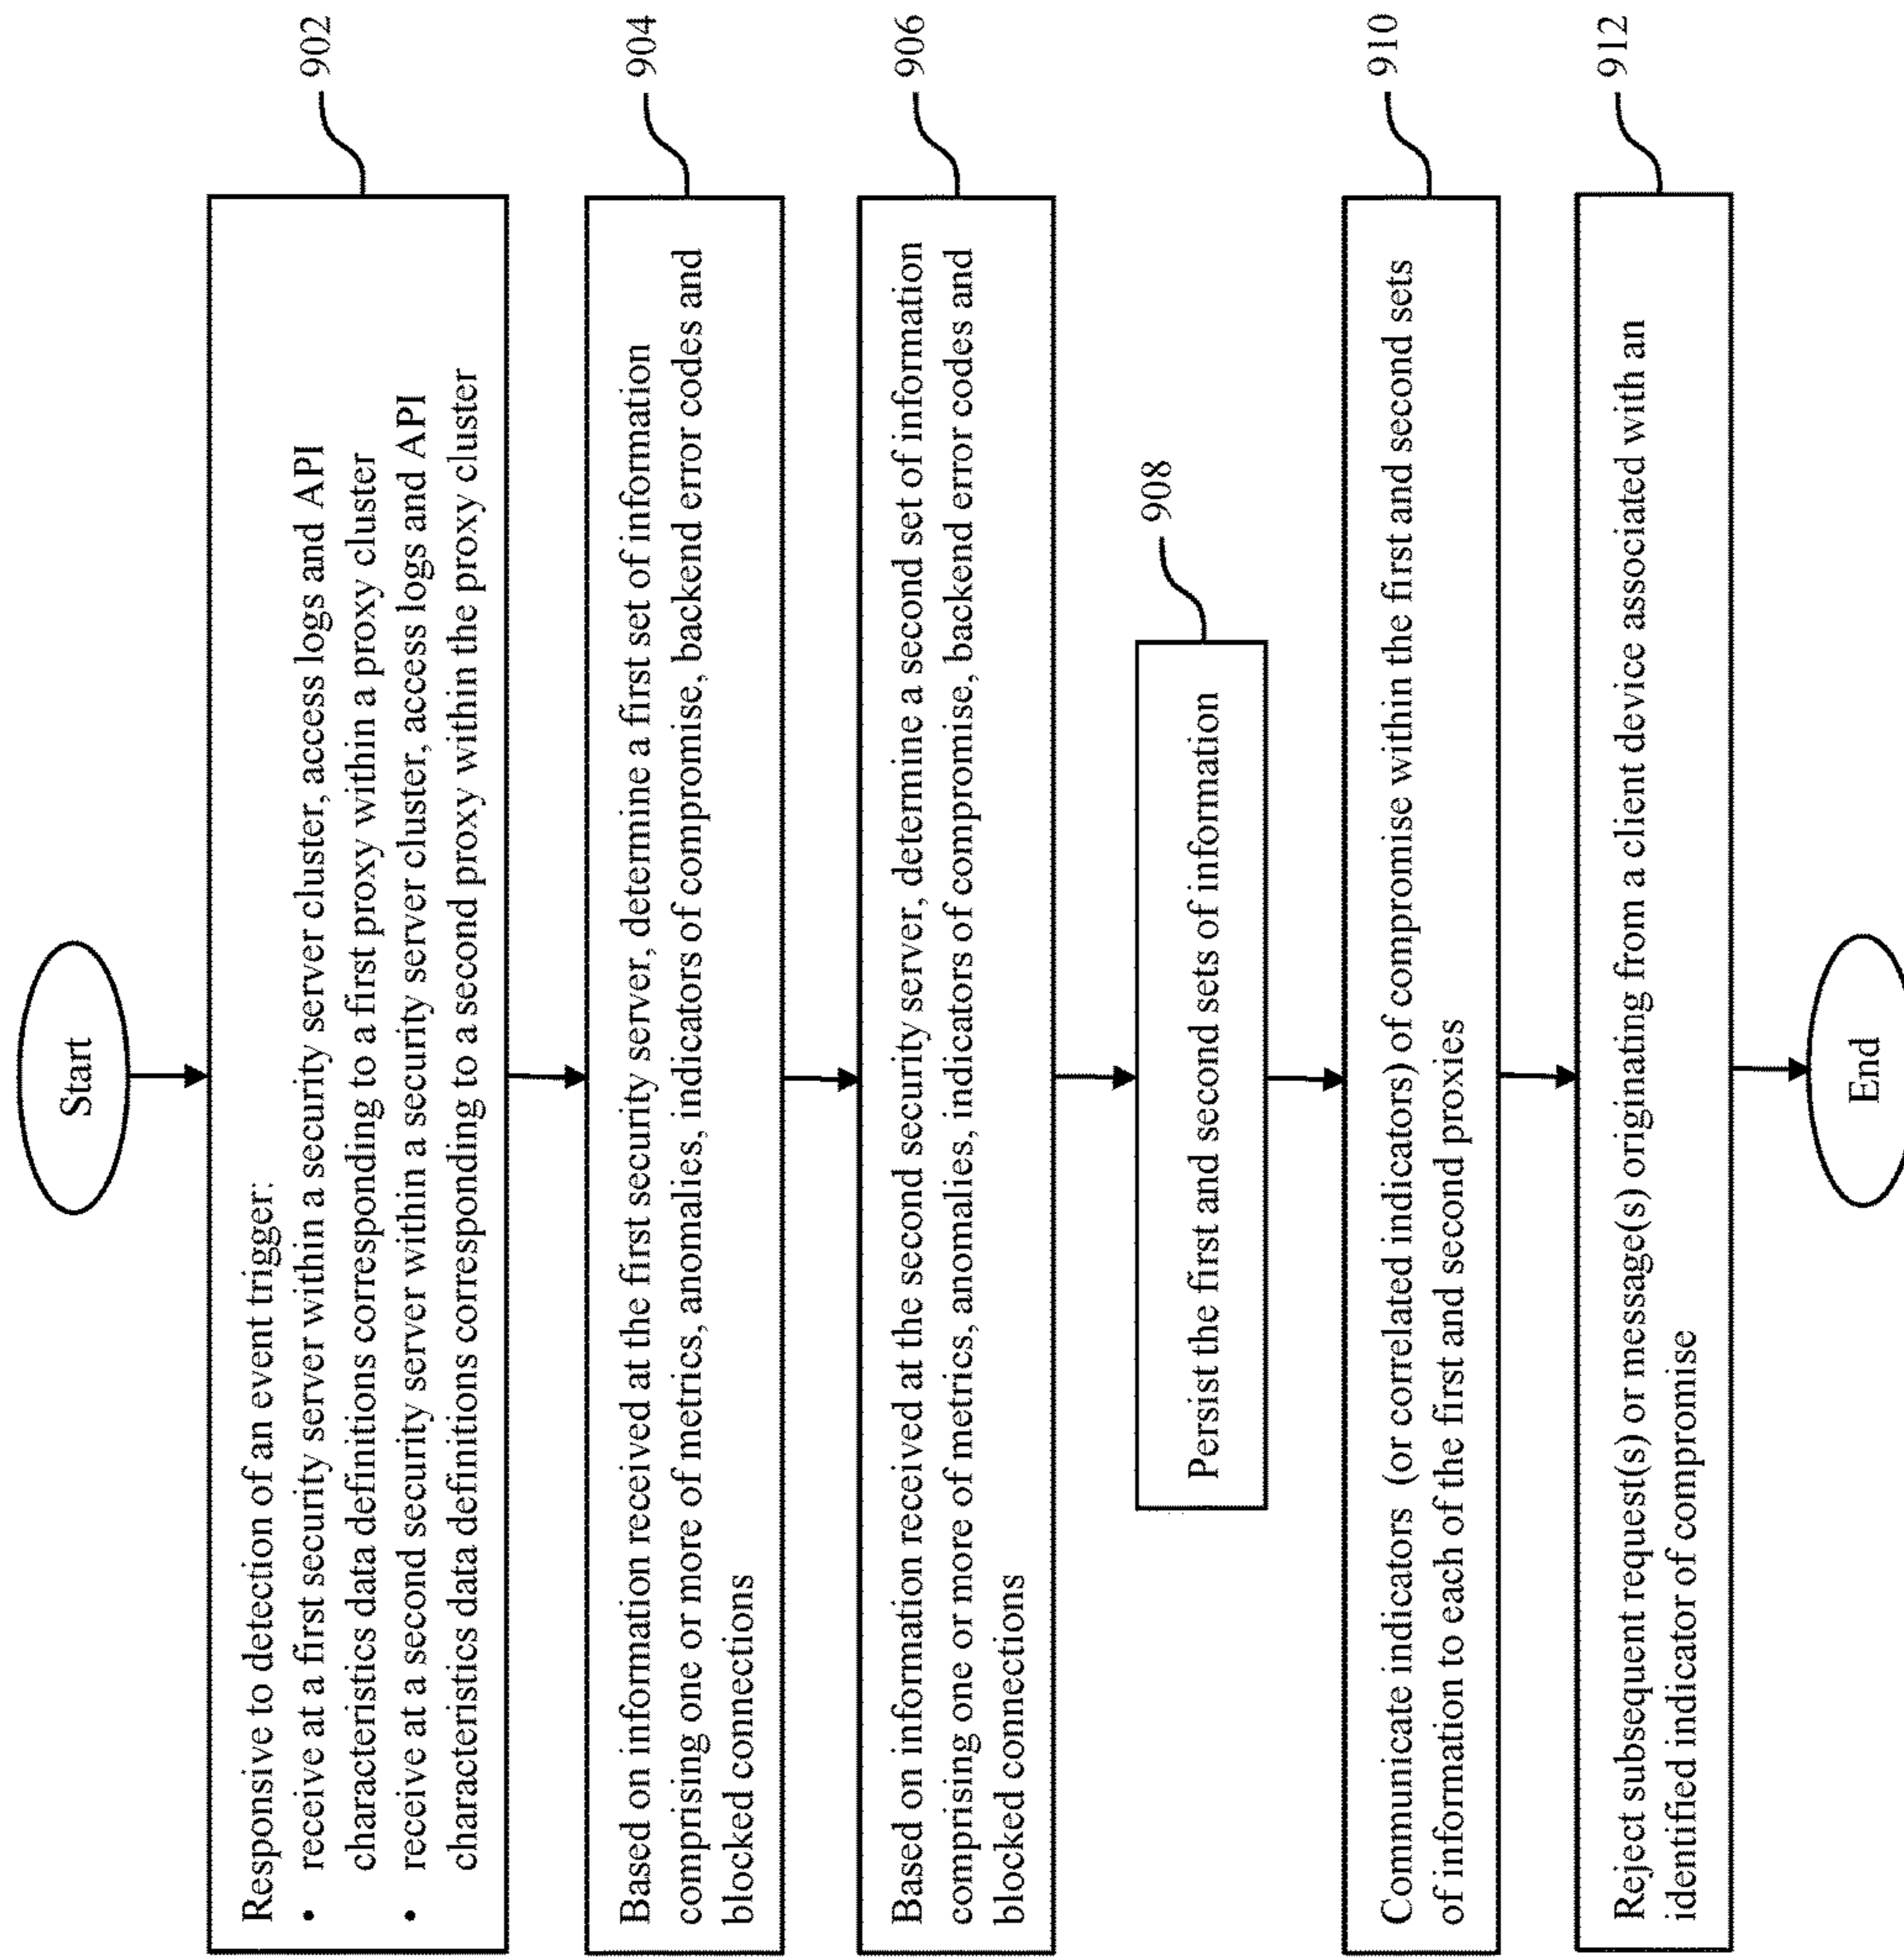 Start
Responsive to detection of an event trigger:
• receive at a first security server within a security server cluster, access logs and API
characteristics data definitions corresponding to a first proxy within a proxy cluster
• receive at a second security server within a security server cluster, access logs and API
characteristics data definitions corresponding to a second proxy within the proxy cluster
902
Based on information received at the first security server, determine a first set of information
comprising one or more of metrics, anomalies, indicators of compromise, backend error codes and
blocked connections
904
Based on information received at the second security server, determine a second set of information
comprising one or more of metrics, anomalies, indicators of compromise, backend error codes and
blocked connections
906
Persist the first and second sets of information
908
Communicate indicators (or correlated indicators) of compromise within the first and second sets
of information to each of the first and second proxies
910
Reject subsequent request(s) or message(s) originating from a client device associated with an
identified indicator of compromise
912
End